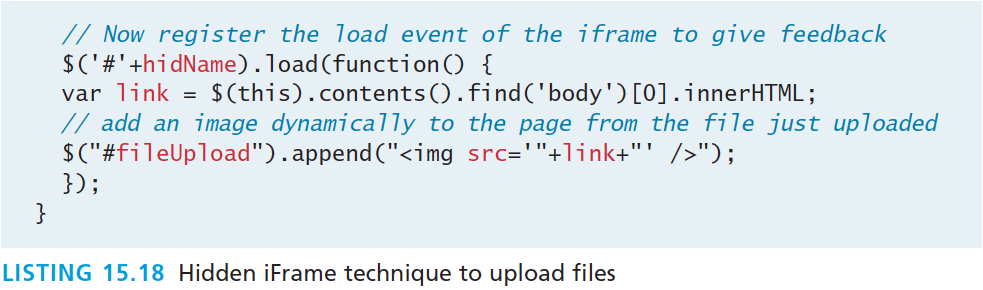 // Now register the load event of the iframe to give feedback
$('#'+hidName).load(function() {
var link = $(this).contents().find('body')[0].innerHTML;
// add an image dynamically to the page from the file just uploaded
$("#fileUpload").append("<img src='"+link+"' />");
});
}
LISTING 15.18 Hidden iFrame technique to upload files